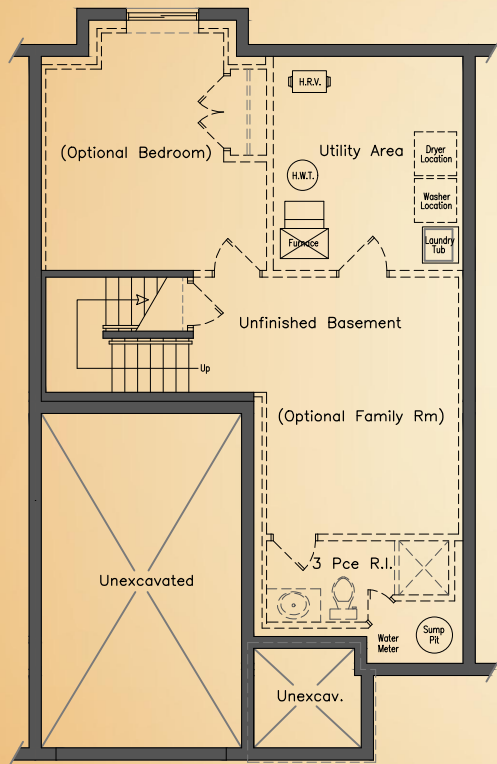 H.R.V.
(Optional Bedroom)
Utility Area
Dryer
Location
H.W.T.
Washer
Location
Furnace
Laundry
Tub
Unfinished Basement
Up
(Optional Family Rm)
3 Pce R.I.
Unexcavated
Water
Meter
Sump
Pit
Unexcav.